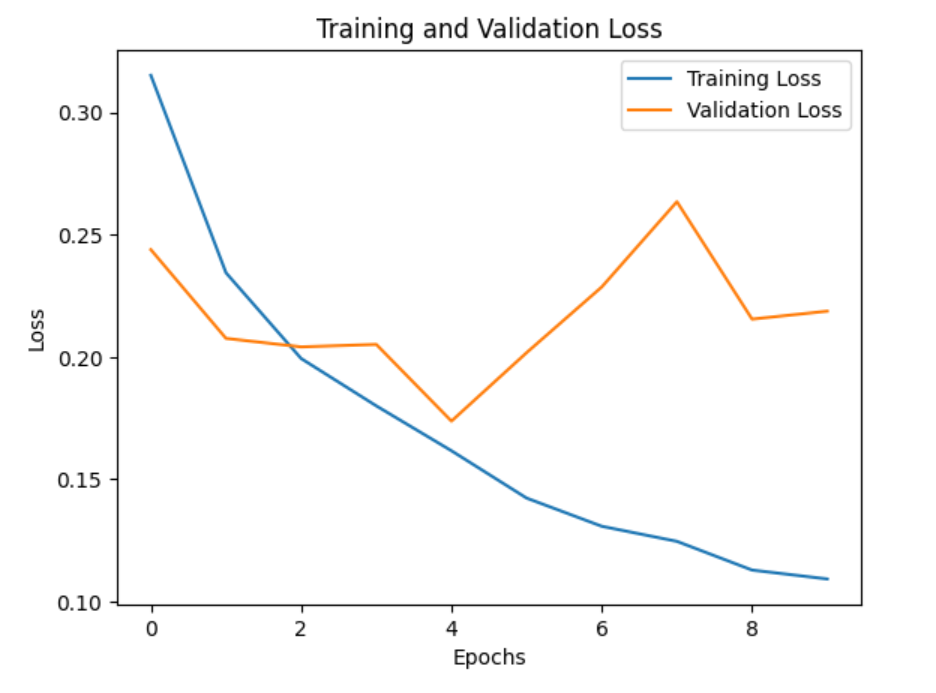 Training and Validation Loss
Training Loss
Validation Loss
0.30
0.25
0.20
0.15
0.10
Loss
0 2 4 6 8
Epochs